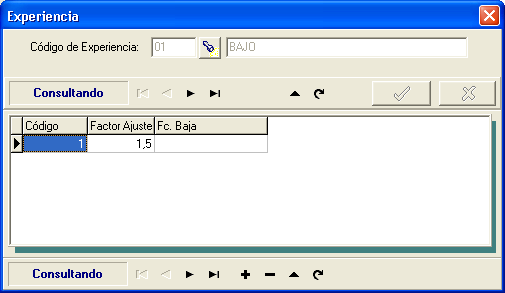 Experiencia
Código de Experiencia: 01 BAJO
Consultando
Código Factor Ajuste Fc. Baja
1 1,5
Consultando